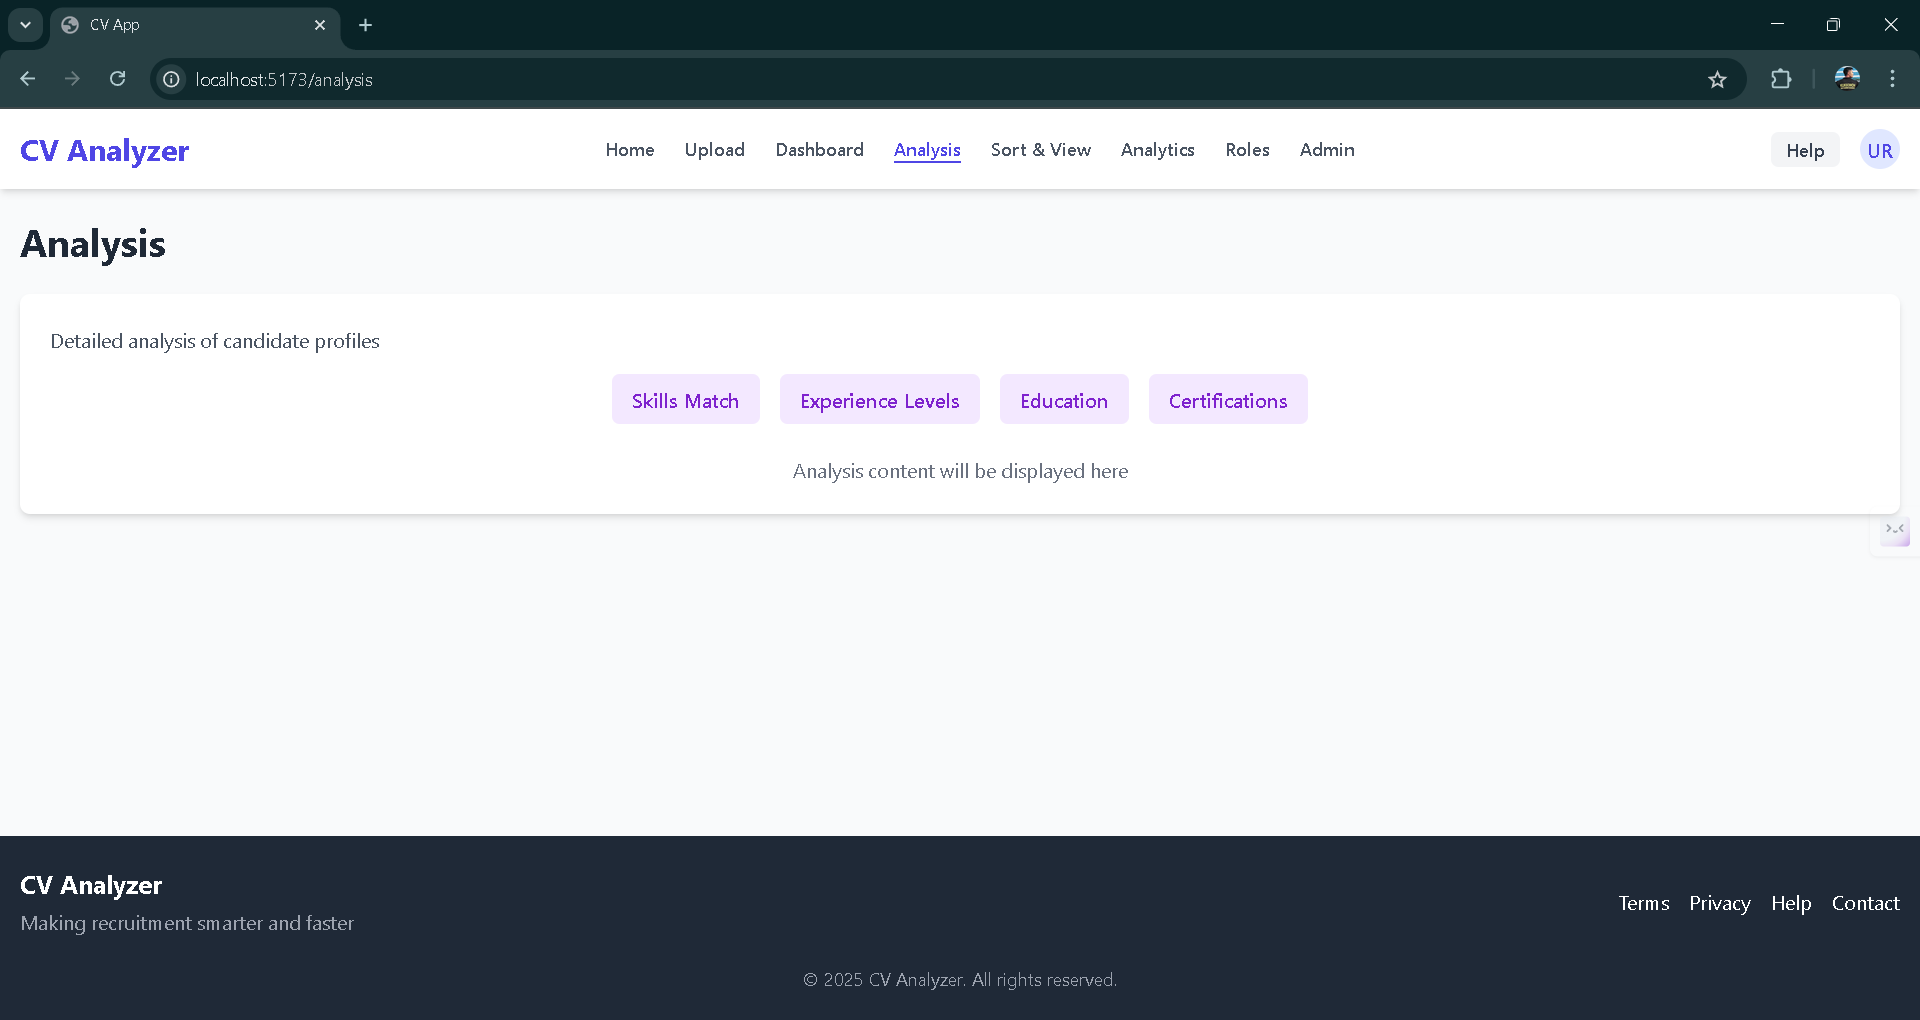 CV App
localhost:5173/analysis
CV Analyzer
Home Upload Dashboard Analysis Sort & View Analytics Roles Admin
Help UR
Analysis
Detailed analysis of candidate profiles
Skills Match Experience Levels Education Certifications
Analysis content will be displayed here
CV Analyzer
Making recruitment smarter and faster
Terms Privacy Help Contact
© 2025 CV Analyzer. All rights reserved.